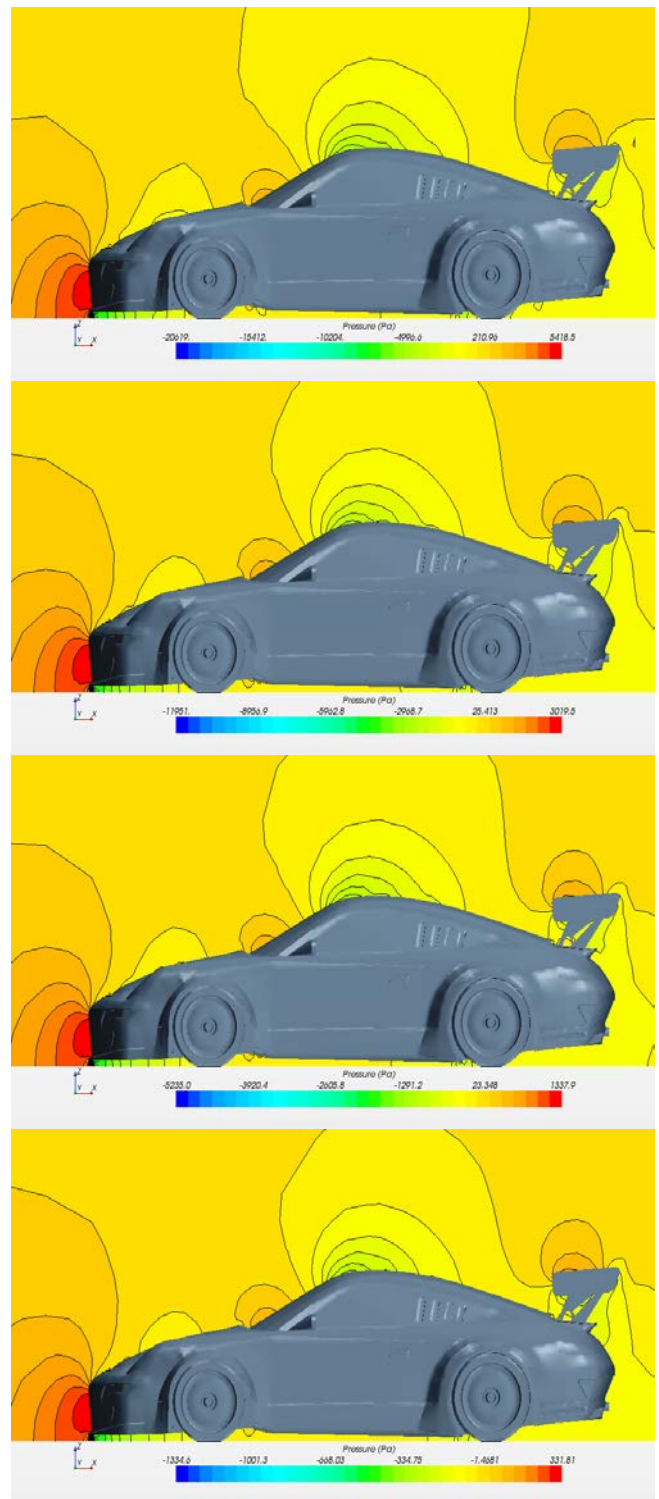 Pressure (Pa)
-20619. -15412. -10204. -4996.6 210.96 5418.5
Z
Y X
Pressure (Pa)
-11951. -8956.9 -5962.8 -2968.7 25.413 3019.5
Z
Y X
Pressure (Pa)
-5235.0 -3920.4 -2605.8 -1291.2 23.348 1337.9
Z
Y X
Pressure (Pa)
-1334.6 -1001.3 -668.03 -334.75 -1.4681 331.81
Z
Y X